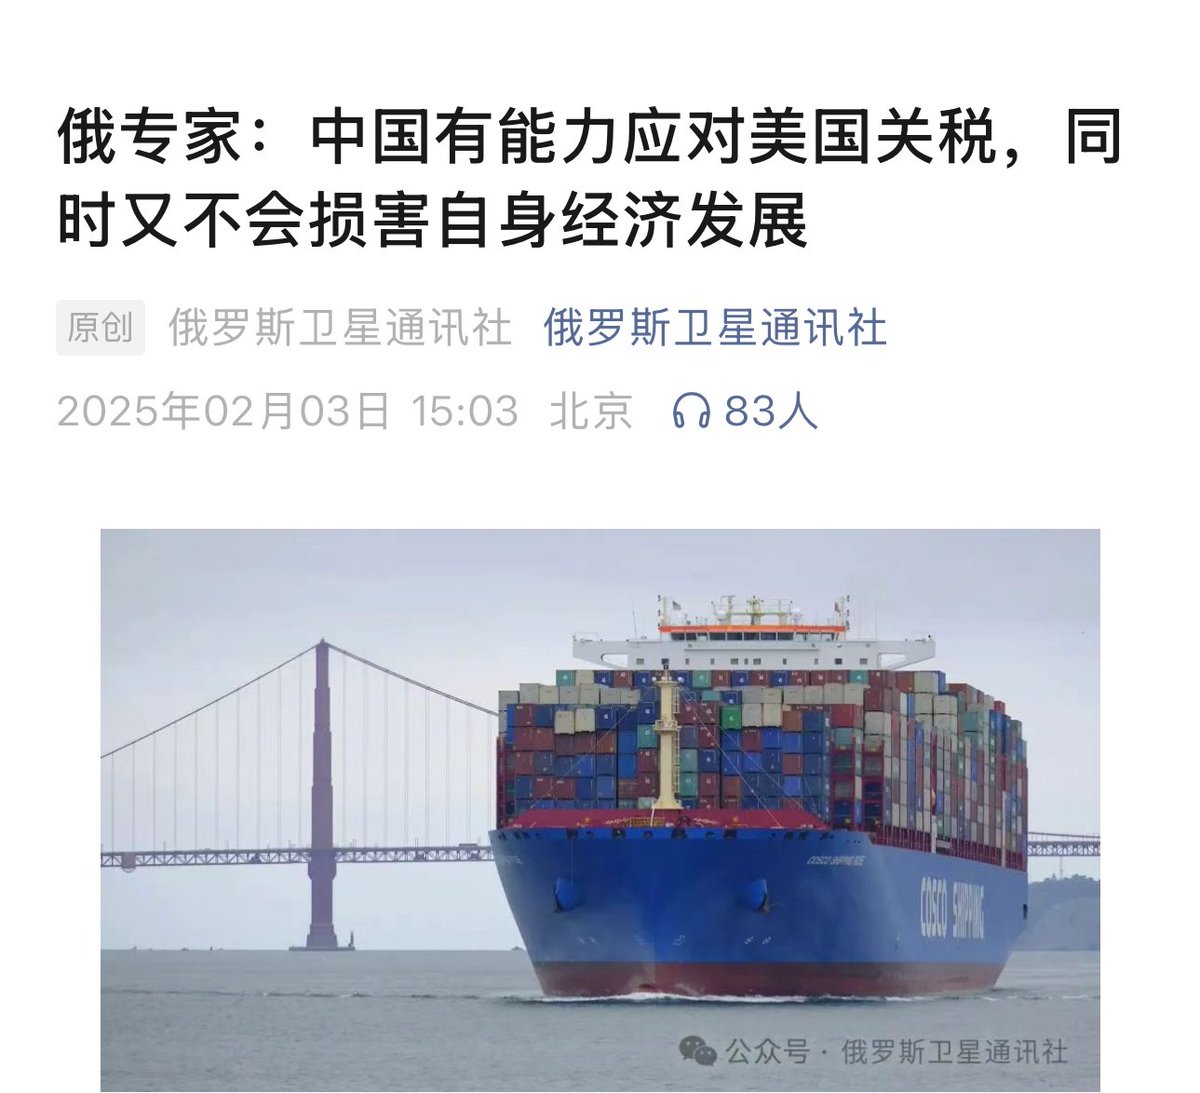 俄专家：中国有能力应对美国关税，同
时又不会损害自身经济发展
原创 俄罗斯卫星通讯社 俄罗斯卫星通讯社
2025年02月03日 15:03 北京 83人
COSCO SHIPPING
公众号 · 俄罗斯卫星通讯社